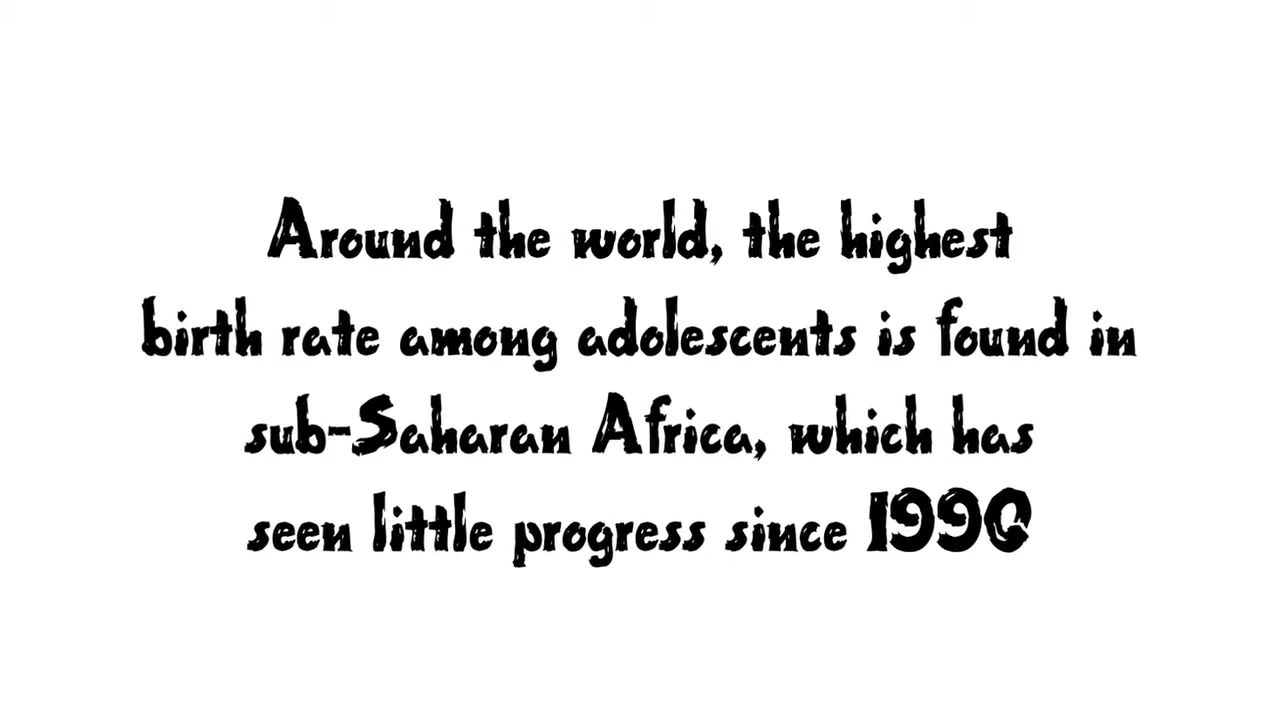 Around the world, the highest
birth rate among adolescents is found in
sub-Saharan Africa, which has
seen little progress since 1990